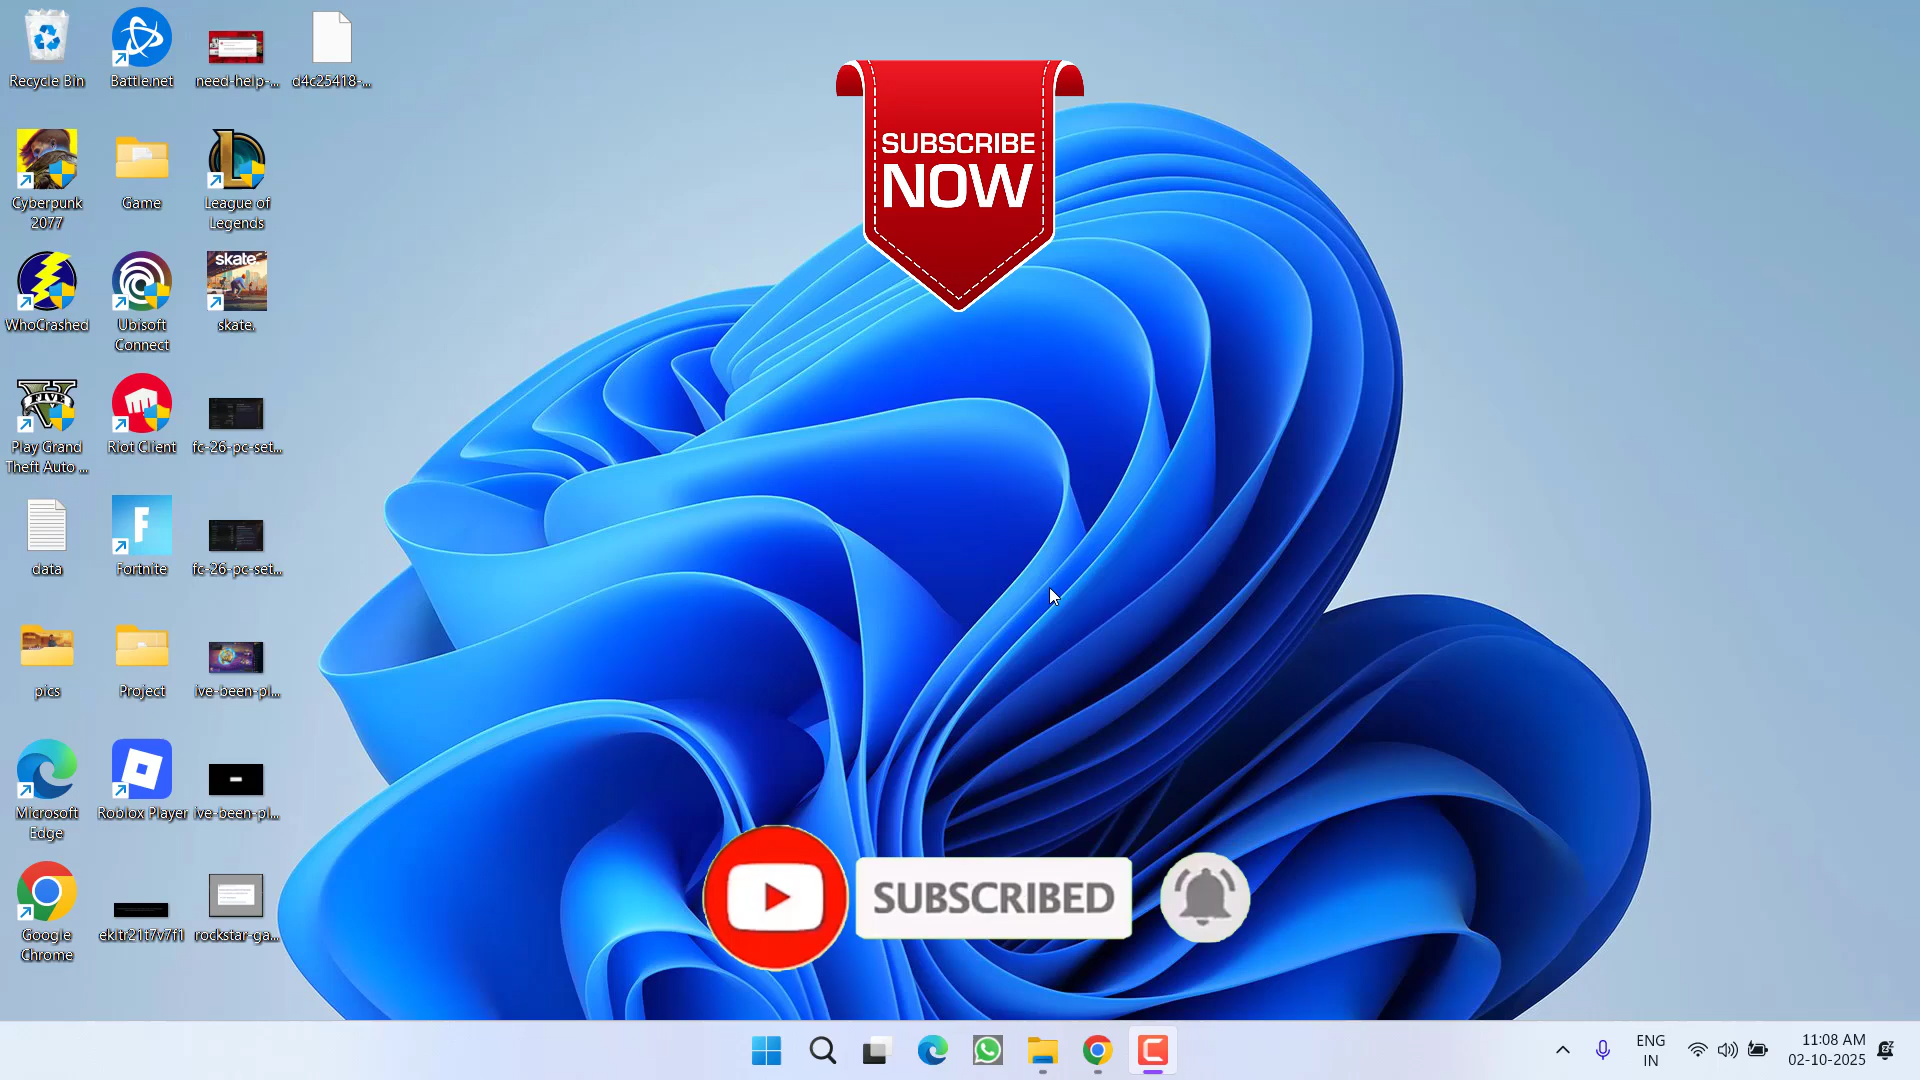 Recycle Bin
Battle.net
need-help-...
d4c25418-...
SUBSCRIBE
NOW
Cyberpunk
2077
Game
League of
Legends
skate.
WhoCrashed
Ubisoft
Connect
skate.
FIVE
Play Grand
Theft Auto ...
Riot Client
fc-26-pc-set...
data
Fortnite
fc-26-pc-set...
pics
Project
ive-been-pl...
Microsoft
Edge
Roblox Player
ive-been-pl...
SUBSCRIBED
Google
Chrome
ekitr21t7v7f1
rockstar-ga...
ENG
IN
11:08 AM
02-10-2025